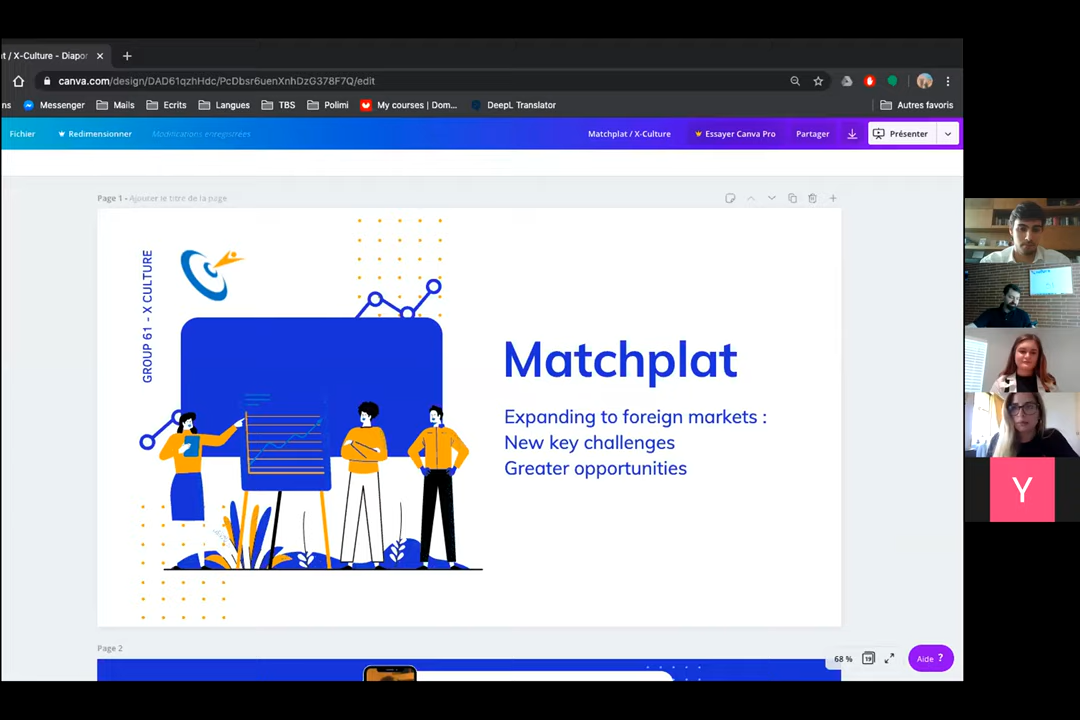 t / X-Culture - Diapor
canva.com/design/DAD61qzhHdc/PcDbsr6uenXnhDzG378F7Q/edit
ns
Messenger
Mails
Ecrits
Langues
TBS
Polimi
My courses | Dom...
DeepL Translator
Autres favoris
Fichier
Redimensionner
Modifications enregistrées
Matchplat / X-Culture
Essayer Canva Pro
Partager
Présenter
Page 1 - Ajouter le titre de la page
GROUP 61 - X CULTURE
Matchplat
Expanding to foreign markets :
New key challenges
Greater opportunities
Page 2
68 %
19
Aide ?
Y